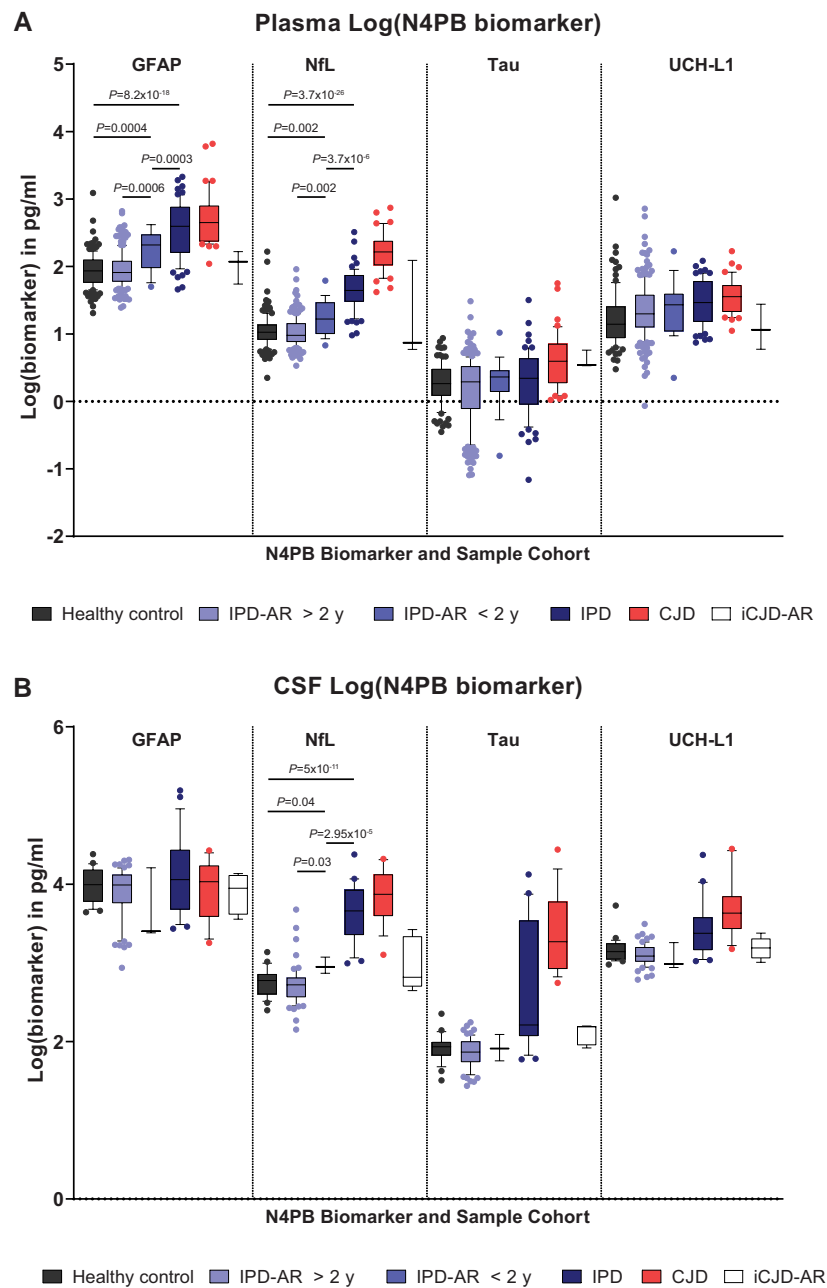 A
Plasma Log(N4PB biomarker)
GFAP NfL Tau UCH-L1
P=8.2x10⁻¹⁸ P=3.7x10⁻²⁶
P=0.0004 P=0.002
P=0.0003 P=3.7x10⁻⁶
P=0.0006 P=0.002
Log(biomarker) in pg/ml
5
4
3
2
1
0
-1
-2
N4PB Biomarker and Sample Cohort
Healthy control IPD-AR > 2 y IPD-AR < 2 y IPD CJD iCJD-AR
B
CSF Log(N4PB biomarker)
GFAP NfL Tau UCH-L1
P=5x10⁻¹¹
P=0.04
P=2.95x10⁻⁵
P=0.03
Log(biomarker) in pg/ml
6
4
2
0
N4PB Biomarker and Sample Cohort
Healthy control IPD-AR > 2 y IPD-AR < 2 y IPD CJD iCJD-AR